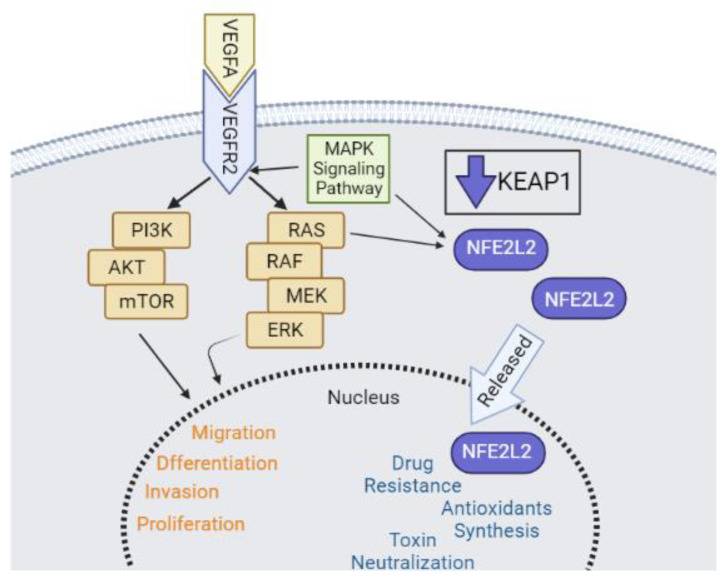 VEGFA
VEGFR2
MAPK
Signaling
Pathway
KEAP1
PI3K
AKT
mTOR
RAS
RAF
MEK
ERK
NFE2L2
NFE2L2
Released
Nucleus
NFE2L2
Migration
Dfferentiation
Invasion
Proliferation
Drug
Resistance
Antioxidants
Synthesis
Toxin
Neutralization